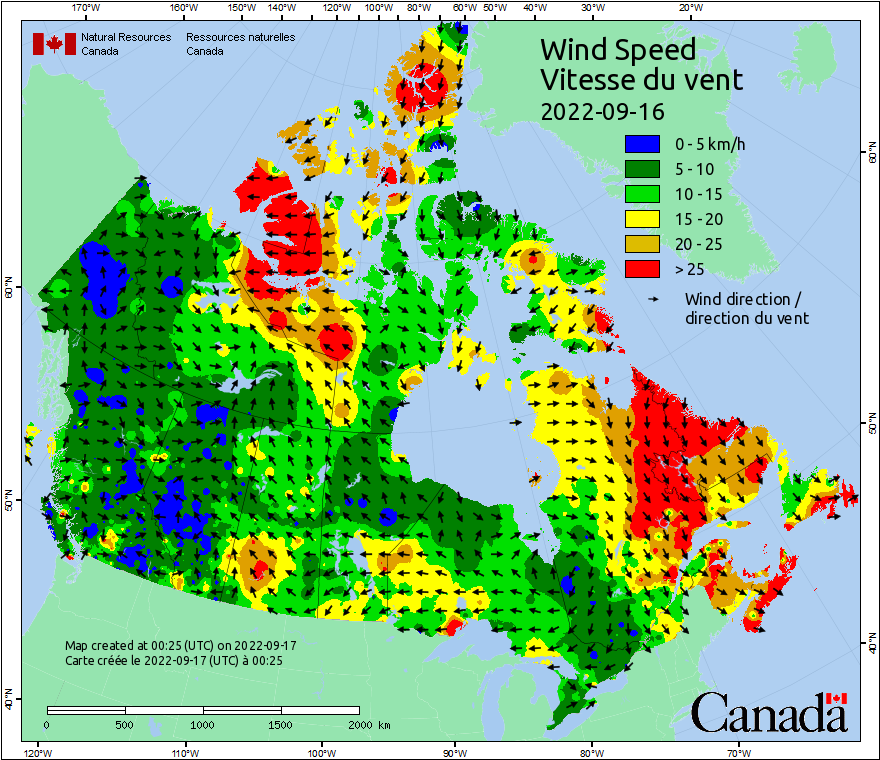 170°W 160°W 150°W 140°W 130°W 120°W 110°W 100°W 90°W 80°W 70°W 60°W 50°W 40°W 30°W 20°W
Natural Resources Canada
Ressources naturelles Canada
Wind Speed
Vitesse du vent
2022-09-16
0 - 5 km/h
5 - 10
10 - 15
15 - 20
20 - 25
> 25
Wind direction /
direction du vent
60°N
60°N
50°N
50°N
40°N
40°N
Map created at 00:25 (UTC) on 2022-09-17
Carte créée le 2022-09-17 (UTC) à 00:25
0 500 1000 1500 2000 km
Canada
120°W 110°W 100°W 90°W 80°W 70°W